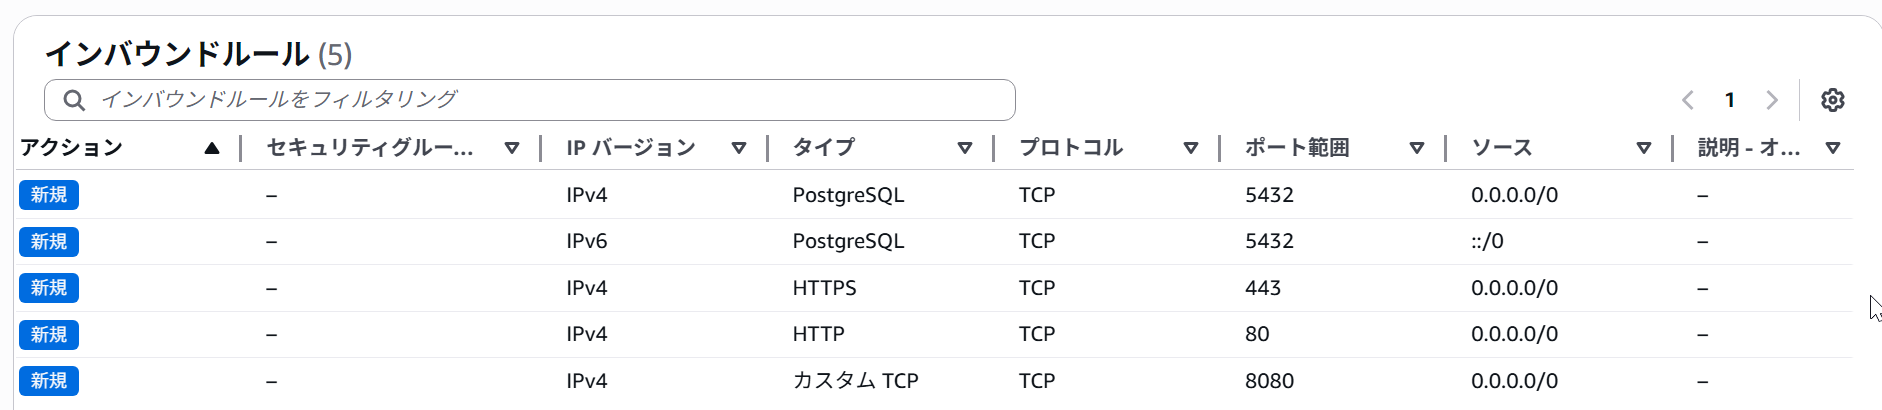 インバウンドルール (5)
インバウンドルールをフィルタリング
1
アクション セキュリティグルー... IP バージョン タイプ プロトコル ポート範囲 ソース 説明 - オ...
新規 – IPv4 PostgreSQL TCP 5432 0.0.0.0/0 –
新規 – IPv6 PostgreSQL TCP 5432 ::/0 –
新規 – IPv4 HTTPS TCP 443 0.0.0.0/0 –
新規 – IPv4 HTTP TCP 80 0.0.0.0/0 –
新規 – IPv4 カスタム TCP TCP 8080 0.0.0.0/0 –